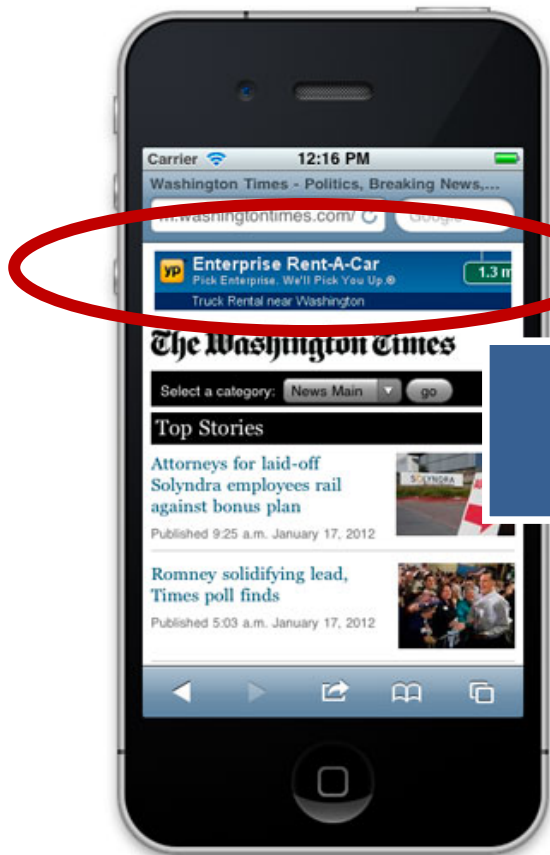 Carrier 12:16 PM
Washington Times - Politics, Breaking News,...
m.washingtontimes.com/ Google
yp Enterprise Rent-A-Car
Pick Enterprise. We'll Pick You Up.® 1.3 m
Truck Rental near Washington
The Washington Times
Select a category: News Main go
Top Stories
Attorneys for laid-off
Solyndra employees rail
against bonus plan
SOLYNDRA
Published 9:25 a.m. January 17, 2012
Romney solidifying lead,
Times poll finds
Published 5:03 a.m. January 17, 2012